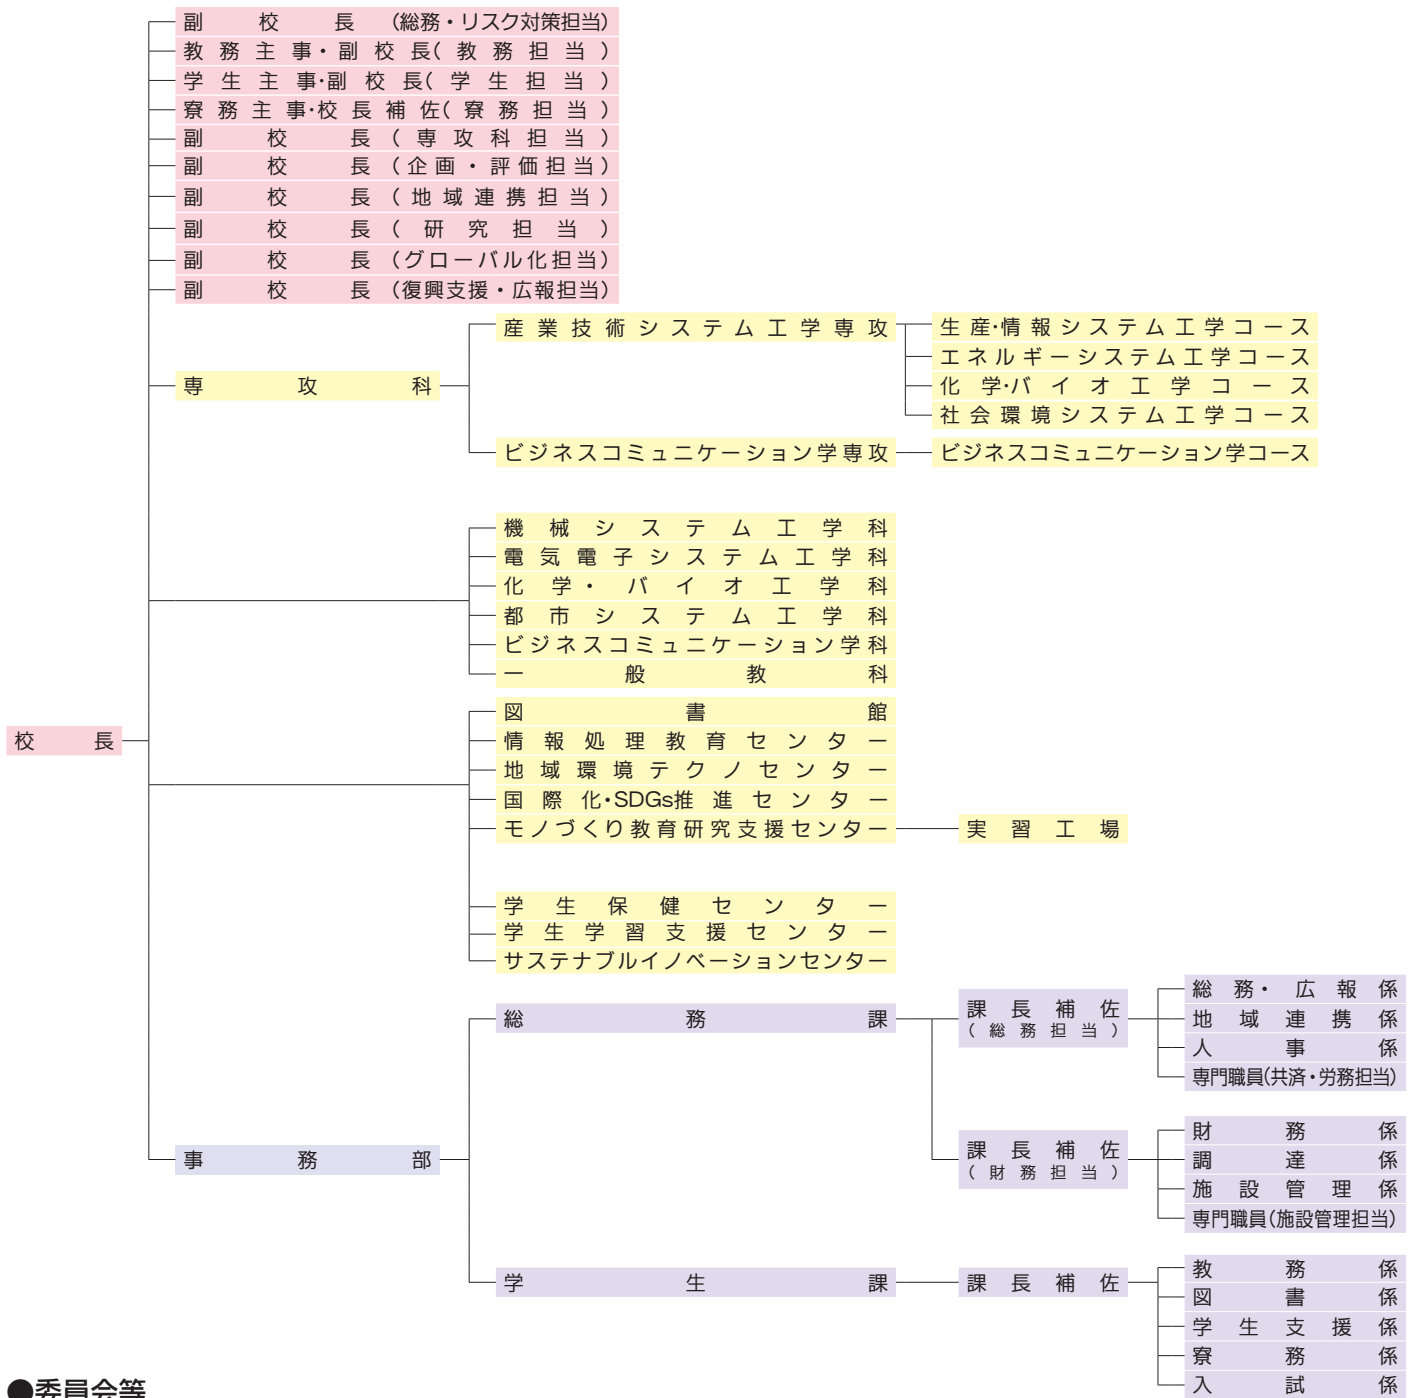 副校長(総務・リスク対策担当)
教務主事・副校長(教務担当)
学生主事・副校長(学生担当)
寮務主事・校長補佐(寮務担当)
副校長(専攻科担当)
副校長(企画・評価担当)
副校長(地域連携担当)
副校長(研究担当)
副校長(グローバル化担当)
副校長(復興支援・広報担当)
産業技術システム工学専攻
生産・情報システム工学コース
エネルギーシステム工学コース
専攻科
化学・バイオ工学コース
社会環境システム工学コース
ビジネスコミュニケーション学専攻
ビジネスコミュニケーション学コース
機械システム工学科
電気電子システム工学科
化学・バイオ工学科
都市システム工学科
ビジネスコミュニケーション学科
一般教科
図書館
校長
情報処理教育センター
地域環境テクノセンター
国際化・SDGs推進センター
モノづくり教育研究支援センター
実習工場
学生保健センター
学生学習支援センター
サステナブルイノベーションセンター
総務課
課長補佐
(総務担当)
総務・広報係
地域連携係
人事係
専門職員(共済・労務担当)
事務部
課長補佐
(財務担当)
財務係
調達係
施設管理係
専門職員(施設管理担当)
学生課
課長補佐
教務係
図書係
学生支援係
寮務係
入試係
●委員会等